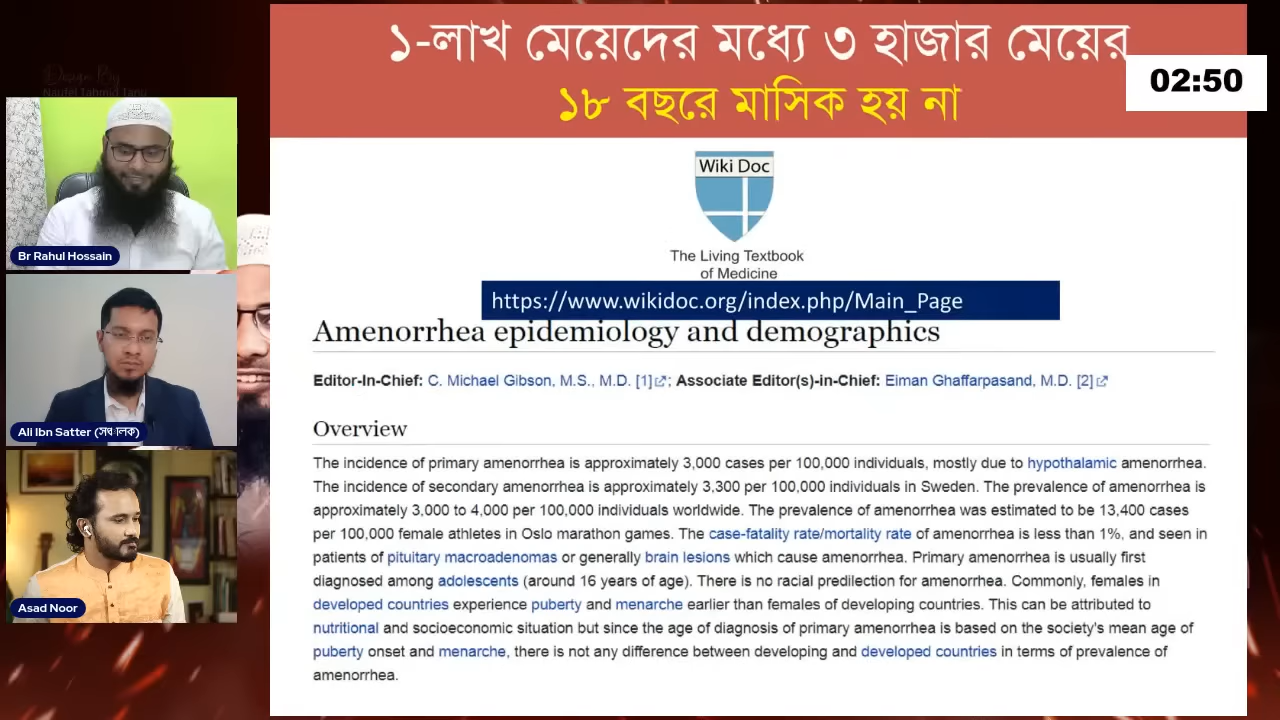 ১-লাখ মেয়েদের মধ্যে ৩ হাজার মেয়ের
১৮ বছরে মাসিক হয় না
02:50
Design By
Naufel Tahmid Tanu
Br Rahul Hossain
Ali Ibn Satter (সঞ্চালক)
Asad Noor
Wiki Doc
The Living Textbook
of Medicine
https://www.wikidoc.org/index.php/Main_Page
Amenorrhea epidemiology and demographics
Editor-In-Chief: C. Michael Gibson, M.S., M.D. [1]; Associate Editor(s)-in-Chief: Eiman Ghaffarpasand, M.D. [2]
Overview
The incidence of primary amenorrhea is approximately 3,000 cases per 100,000 individuals, mostly due to hypothalamic amenorrhea.
The incidence of secondary amenorrhea is approximately 3,300 per 100,000 individuals in Sweden. The prevalence of amenorrhea is
approximately 3,000 to 4,000 per 100,000 individuals worldwide. The prevalence of amenorrhea was estimated to be 13,400 cases
per 100,000 female athletes in Oslo marathon games. The case-fatality rate/mortality rate of amenorrhea is less than 1%, and seen in
patients of pituitary macroadenomas or generally brain lesions which cause amenorrhea. Primary amenorrhea is usually first
diagnosed among adolescents (around 16 years of age). There is no racial predilection for amenorrhea. Commonly, females in
developed countries experience puberty and menarche earlier than females of developing countries. This can be attributed to
nutritional and socioeconomic situation but since the age of diagnosis of primary amenorrhea is based on the society's mean age of
puberty onset and menarche, there is not any difference between developing and developed countries in terms of prevalence of
amenorrhea.